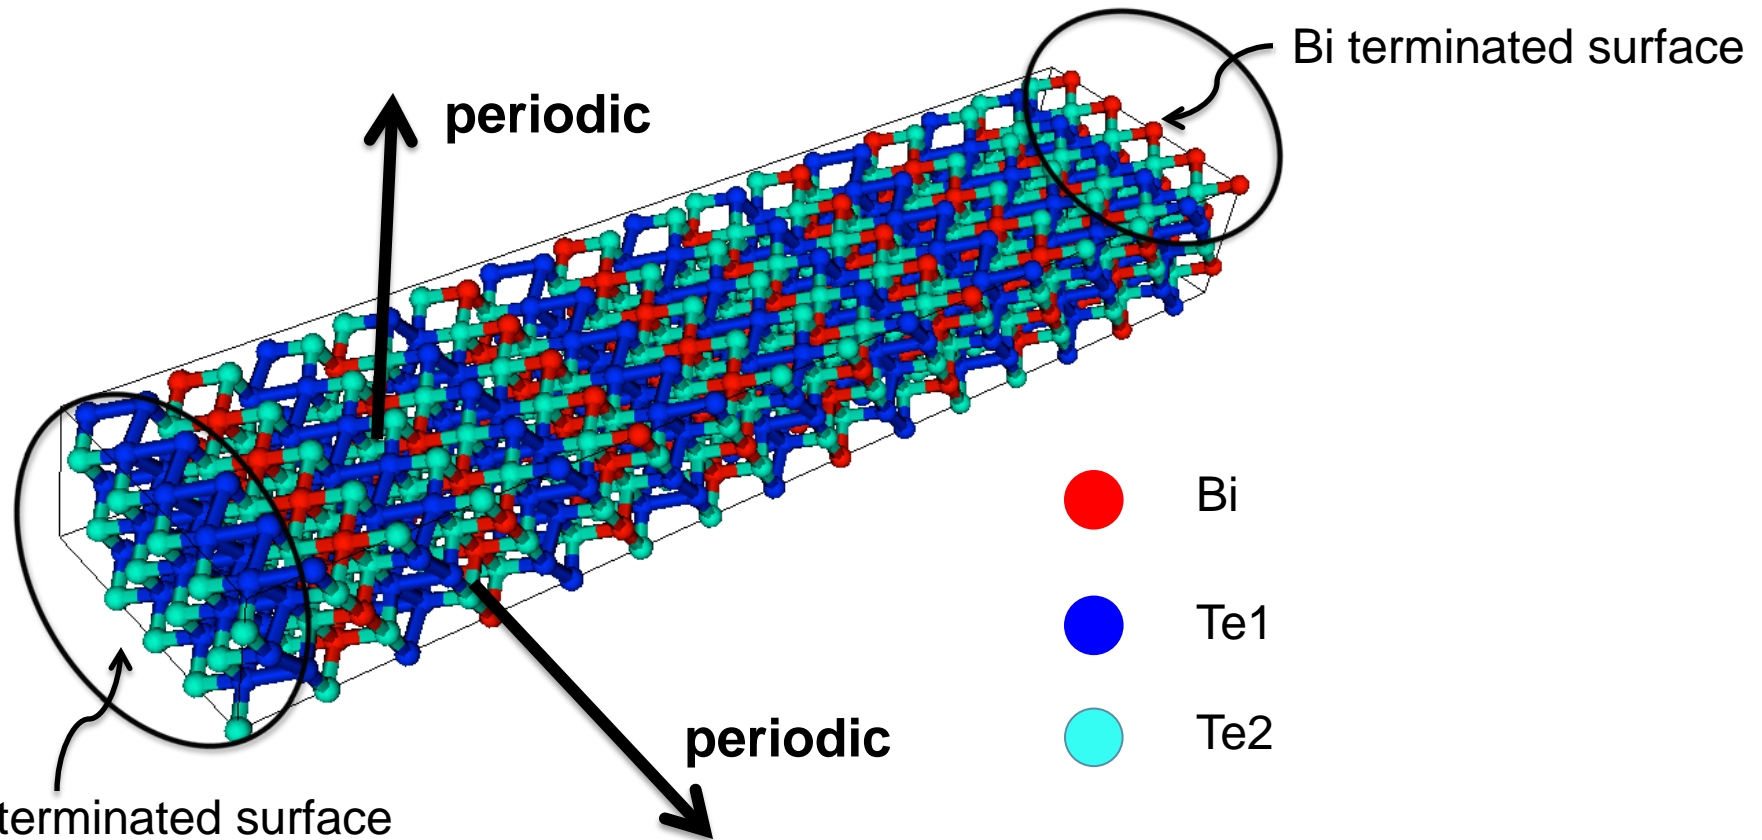 Bi terminated surface
periodic
Bi
Te1
periodic
Te2
terminated surface